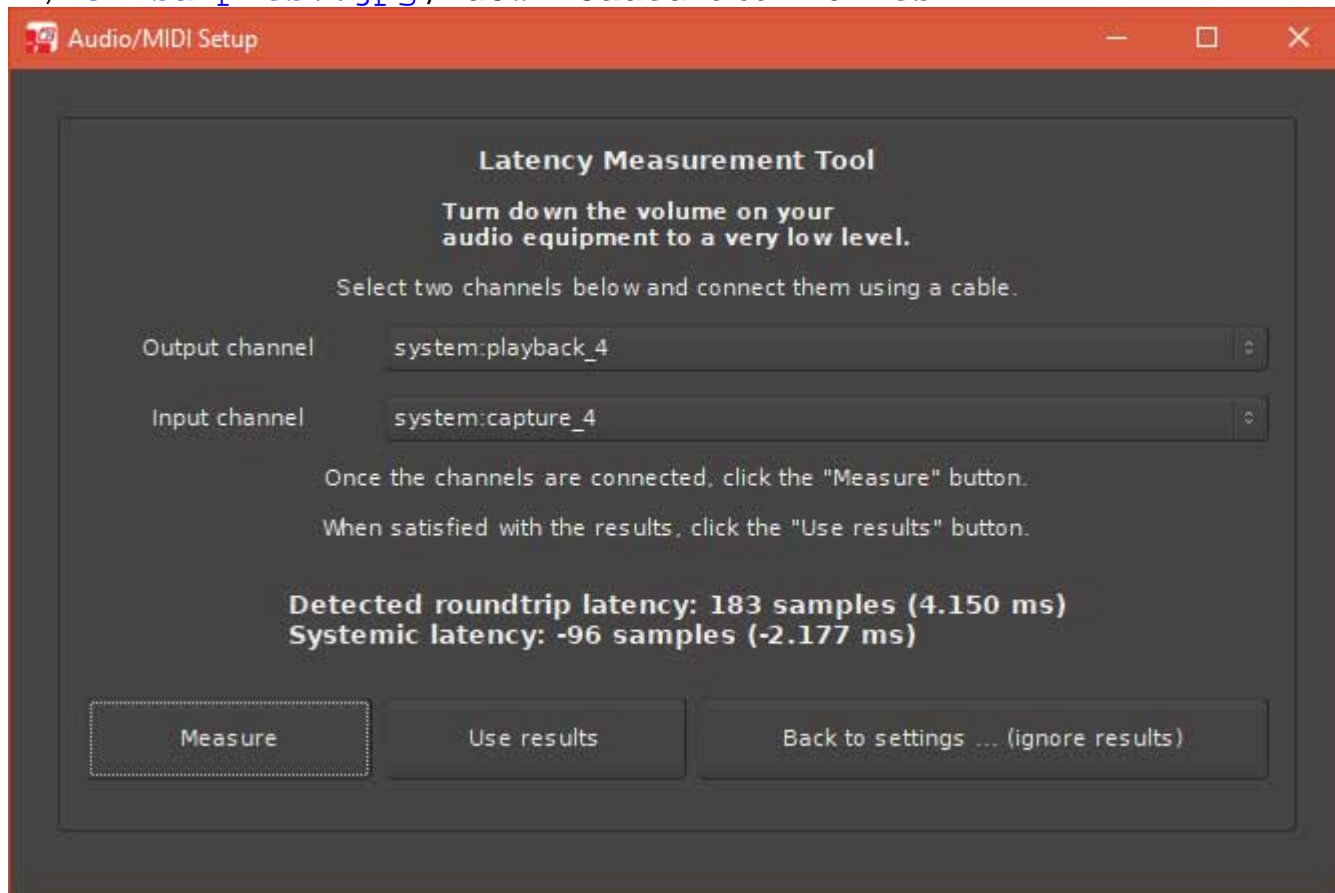 Audio/MIDI Setup
Latency Measurement Tool
Turn down the volume on your
audio equipment to a very low level.
Select two channels below and connect them using a cable.
Output channel system:playback_4
Input channel system:capture_4
Once the channels are connected, click the "Measure" button.
When satisfied with the results, click the "Use results" button.
Detected roundtrip latency: 183 samples (4.150 ms)
Systemic latency: -96 samples (-2.177 ms)
Measure Use results Back to settings ... (ignore results)